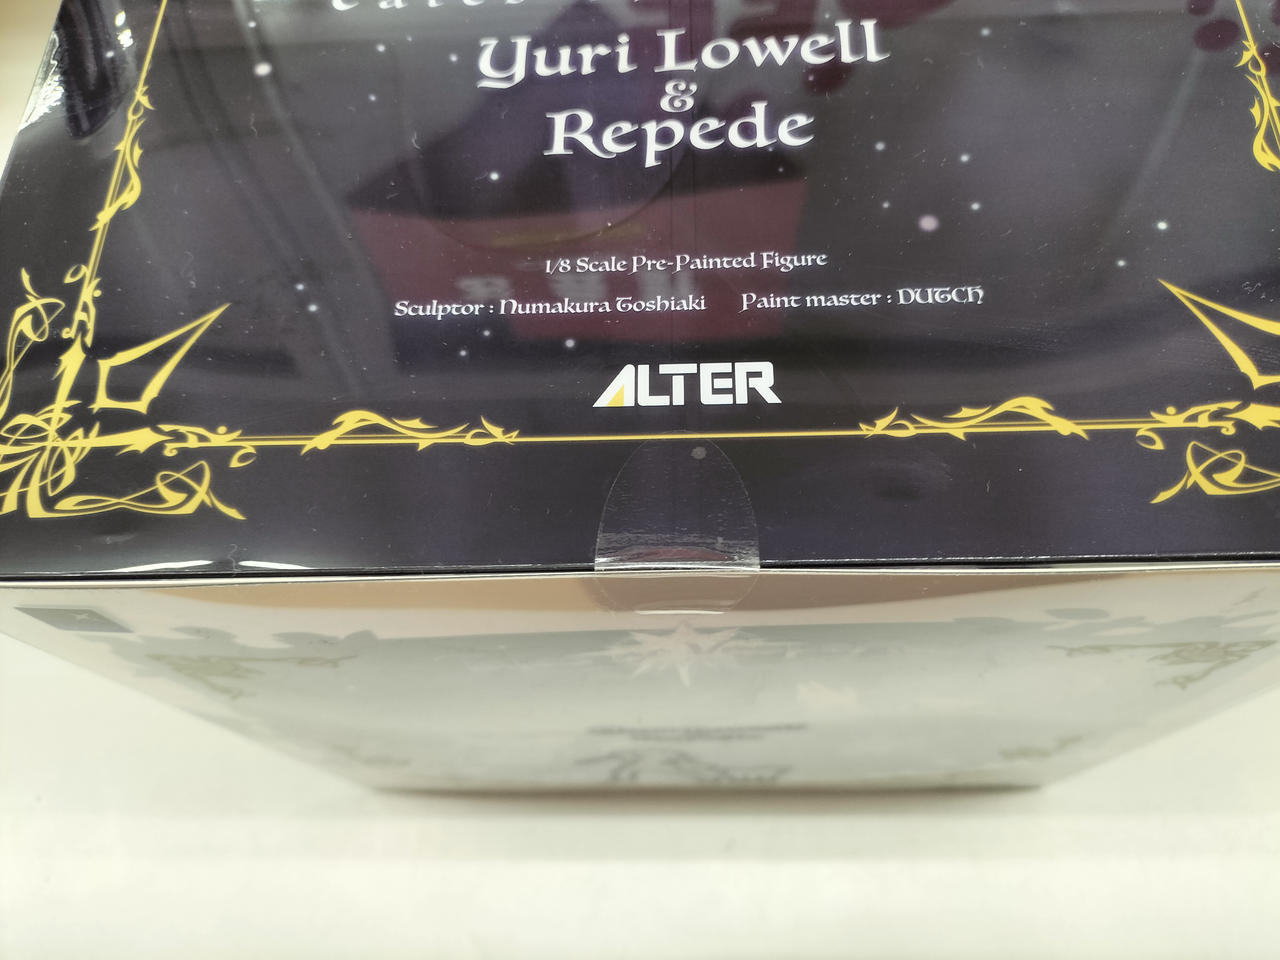 Yuri Lowell
&
Repede
1/8 Scale Pre-Painted Figure
Sculptor : Numakura Toshiaki Paint master : DUTCH
ALTER